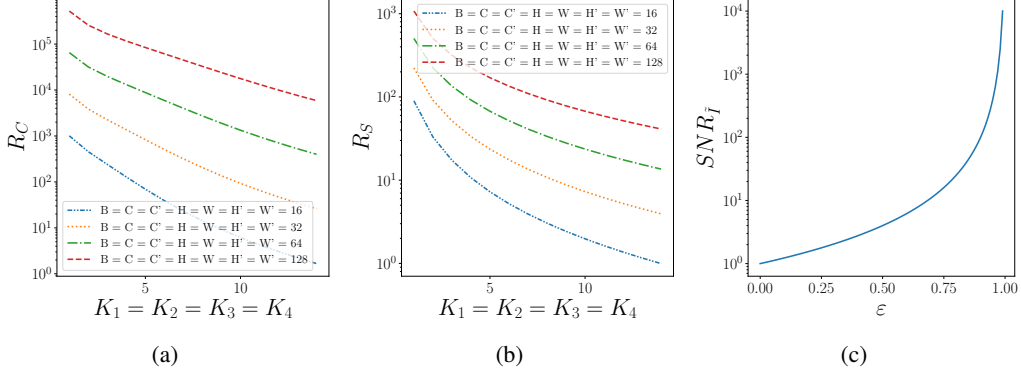 R_C
10^5
10^4
10^3
10^2
10^1
10^0
B = C = C' = H = W = H' = W' = 16
B = C = C' = H = W = H' = W' = 32
B = C = C' = H = W = H' = W' = 64
B = C = C' = H = W = H' = W' = 128
5
10
K_1 = K_2 = K_3 = K_4
(a)
R_S
10^3
10^2
10^1
10^0
B = C = C' = H = W = H' = W' = 16
B = C = C' = H = W = H' = W' = 32
B = C = C' = H = W = H' = W' = 64
B = C = C' = H = W = H' = W' = 128
5
10
K_1 = K_2 = K_3 = K_4
(b)
SNR_Ĩ
10^4
10^3
10^2
10^1
10^0
0.00
0.25
0.50
0.75
1.00
ε
(c)